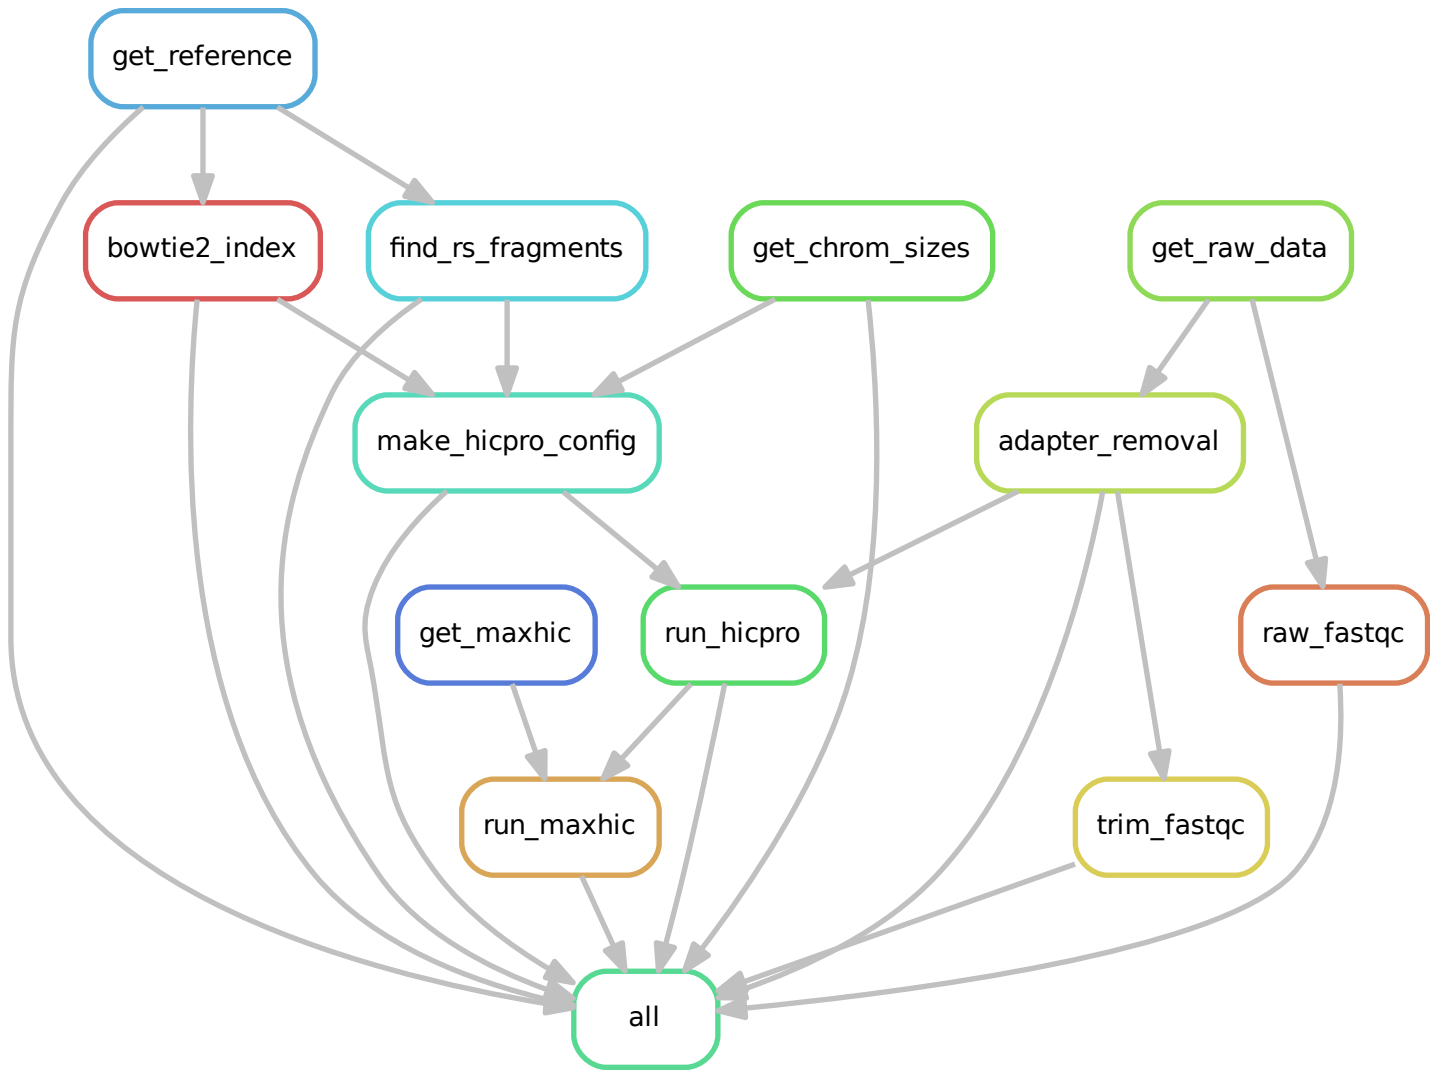 get_reference
bowtie2_index
find_rs_fragments
get_chrom_sizes
get_raw_data
make_hicpro_config
adapter_removal
get_maxhic
run_hicpro
raw_fastqc
run_maxhic
trim_fastqc
all